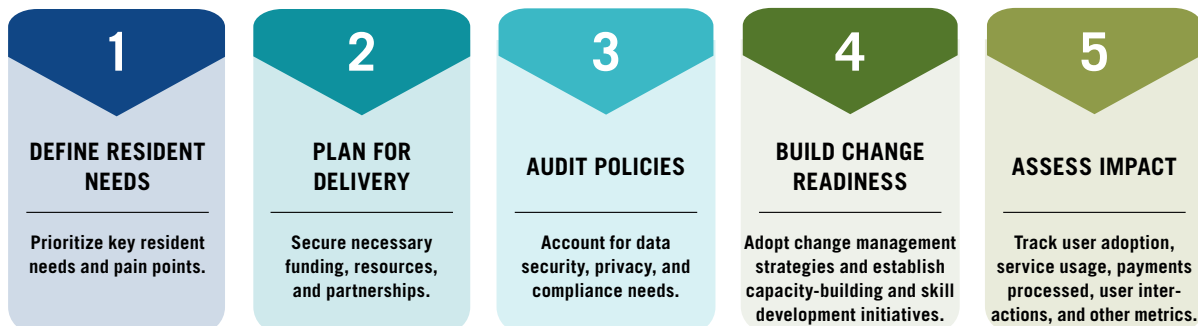 1
DEFINE RESIDENT
NEEDS
Prioritize key resident
needs and pain points.
2
PLAN FOR
DELIVERY
Secure necessary
funding, resources,
and partnerships.
3
AUDIT POLICIES
Account for data
security, privacy, and
compliance needs.
4
BUILD CHANGE
READINESS
Adopt change management
strategies and establish
capacity-building and skill
development initiatives.
5
ASSESS IMPACT
Track user adoption,
service usage, payments
processed, user inter-
actions, and other metrics.